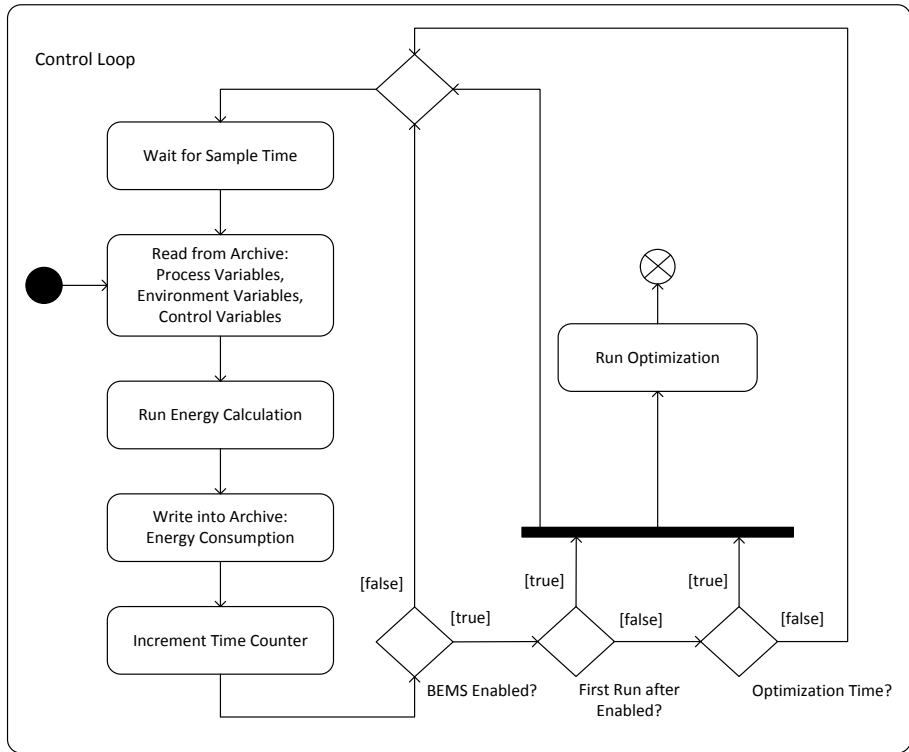 Control Loop
Wait for Sample Time
Read from Archive:
Process Variables,
Environment Variables,
Control Variables
Run Optimization
Run Energy Calculation
Write into Archive:
Energy Consumption
[false]
[true]
[true]
[true]
[false]
[false]
Increment Time Counter
BEMS Enabled?
First Run after
Enabled?
Optimization Time?